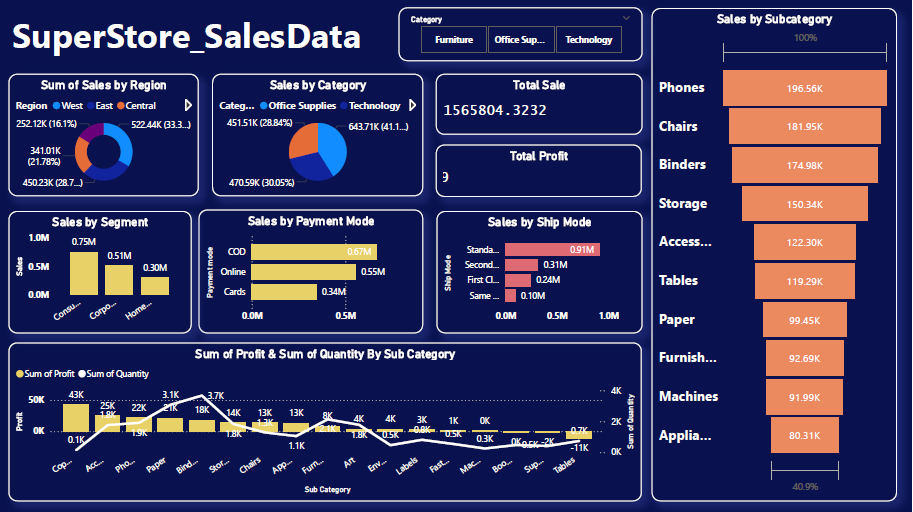 SuperStore_SalesData
Category
Furniture
Office Sup...
Technology
Sum of Sales by Region
Region West East Central
252.12K (16.1%)
522.44K (33.3...)
341.01K
(21.78%)
450.23K (28.7...)
Sales by Category
Categ... Office Supplies Technology
451.51K (28.84%)
643.71K (41.1...)
470.59K (30.05%)
Total Sale
1565804.3232
Total Profit
9
Sales by Segment
Sales
1.0M
0.5M
0.0M
0.75M
0.51M
0.30M
Consu...
Corpo...
Home...
Sales by Payment Mode
Payment mode
COD
0.67M
Online
0.55M
Cards
0.34M
0.0M
0.5M
Sales by Ship Mode
Ship Mode
Standa...
0.91M
Second...
0.31M
First Cl...
0.24M
Same ...
0.10M
0.0M
0.5M
1.0M
Sum of Profit & Sum of Quantity By Sub Category
Sum of Profit Sum of Quantity
Profit
50K
0K
43K
25K
22K
21K
18K
14K
13K
13K
8K
4K
4K
3K
1K
0K
0K
-2K
-11K
0.1K
1.8K
1.9K
3.1K
3.7K
1.8K
1.3K
1.1K
2.1K
1.8K
0.5K
0.8K
0.5K
0.3K
0.5K
0.7K
4K
2K
0K
Sum of Quantity
Cop...
Acc...
Pho...
Paper
Bind...
Stor...
Chairs
App...
Furn...
Art
Env...
Labels
Fast...
Mac...
Boo...
Sup...
Tables
Sub Category
Sales by Subcategory
100%
Phones
196.56K
Chairs
181.95K
Binders
174.98K
Storage
150.34K
Access...
122.30K
Tables
119.29K
Paper
99.45K
Furnish...
92.69K
Machines
91.99K
Applia...
80.31K
40.9%